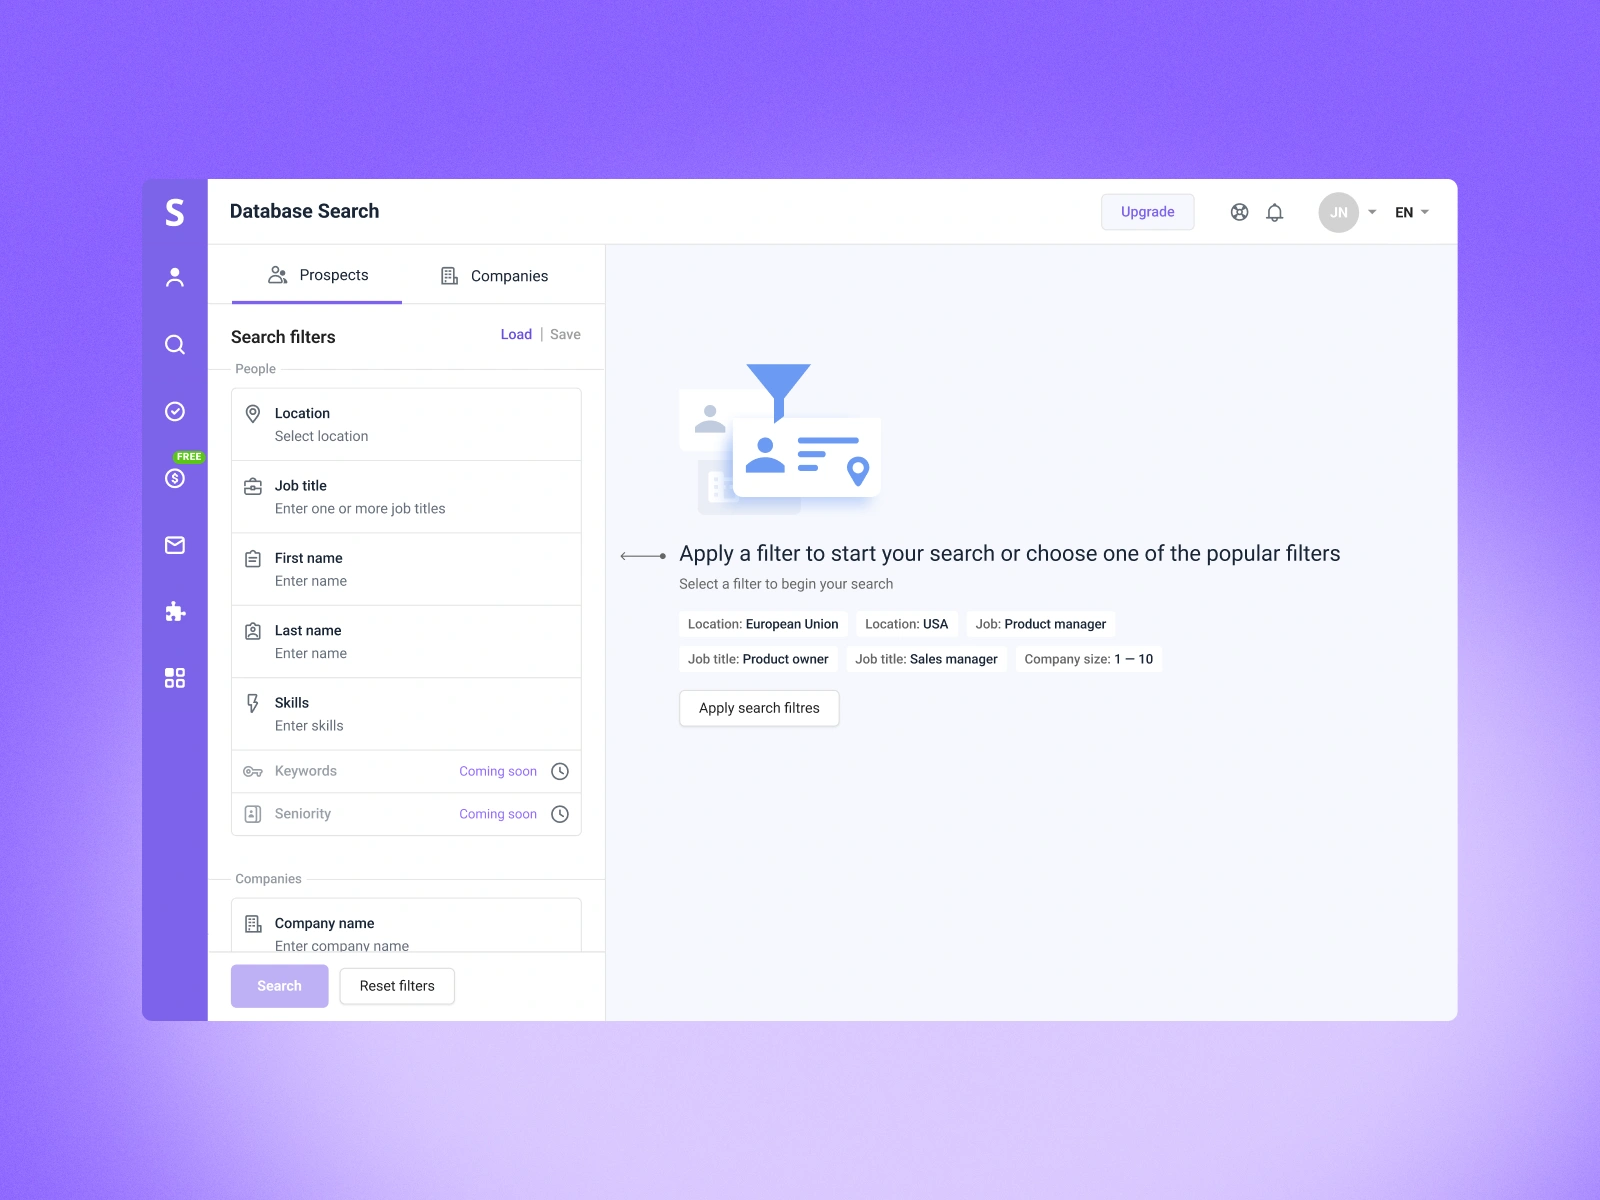 S
Database Search
Upgrade
JN
EN
Prospects
Companies
Search filters
Load | Save
People
Location
Select location
Job title
Enter one or more job titles
First name
Enter name
Last name
Enter name
Skills
Enter skills
Keywords Coming soon
Seniority Coming soon
Companies
Company name
Enter company name
Search
Reset filters
FREE
Apply a filter to start your search or choose one of the popular filters
Select a filter to begin your search
Location: European Union Location: USA Job: Product manager
Job title: Product owner Job title: Sales manager Company size: 1 — 10
Apply search filtres